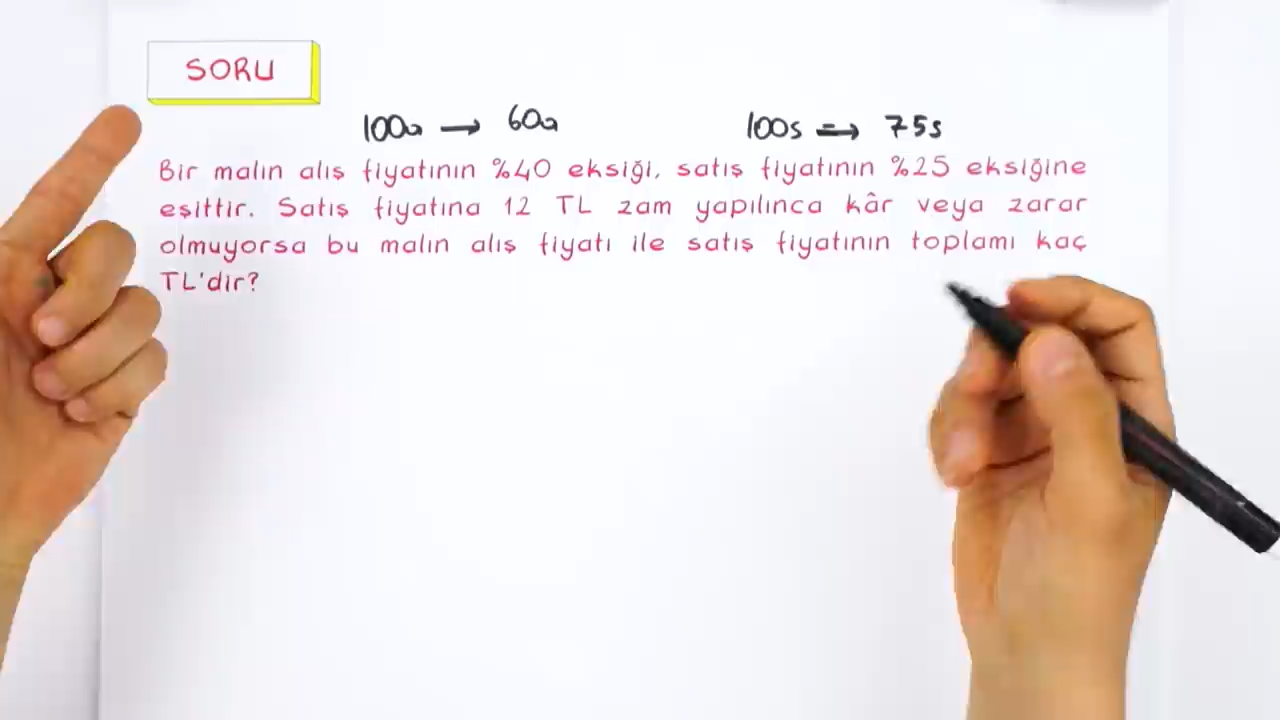 SORU
100a → 60a 100s => 75s
Bir malın alış fiyatının %40 eksiği, satış fiyatının %25 eksiğine
eşittir. Satış fiyatına 12 TL zam yapılınca kâr veya zarar
olmuyorsa bu malın alış fiyatı ile satış fiyatının toplamı kaç
TL'dir?